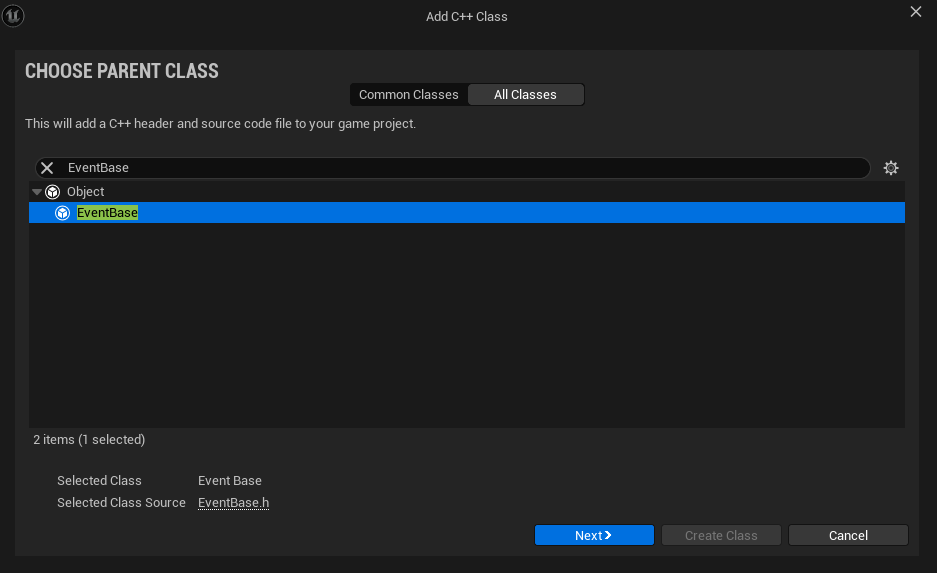 Add C++ Class
CHOOSE PARENT CLASS
Common Classes All Classes
This will add a C++ header and source code file to your game project.
EventBase
Object
EventBase
2 items (1 selected)
Selected Class Event Base
Selected Class Source EventBase.h
Next Create Class Cancel